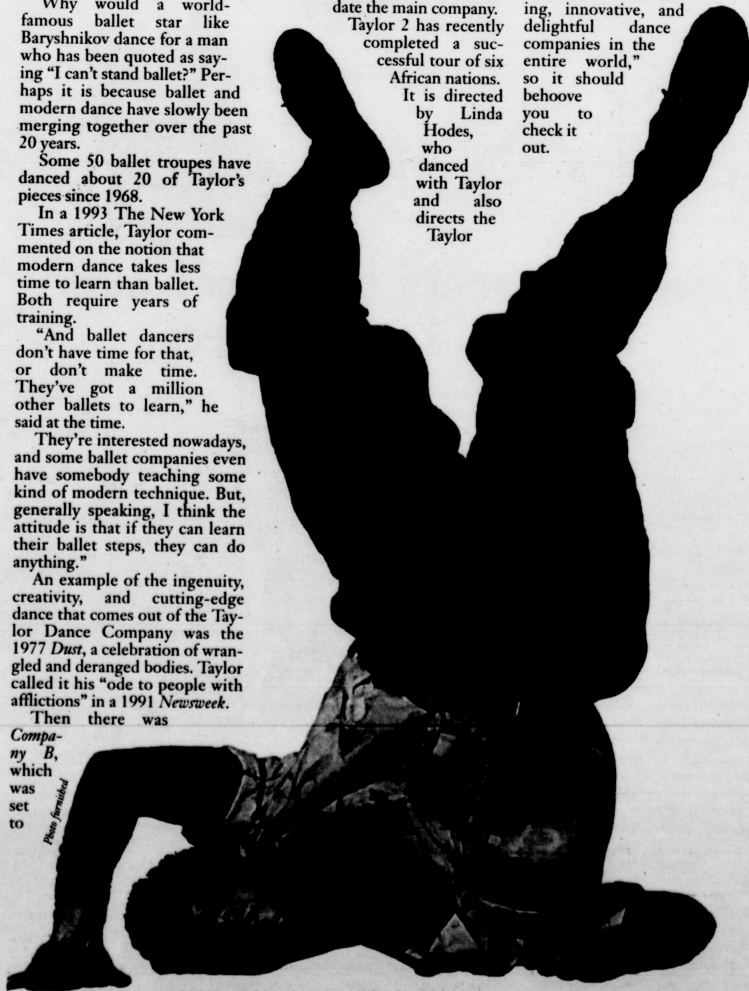 Why would a world-
famous ballet star like
Baryshnikov dance for a man
who has been quoted as say-
ing “I can’t stand ballet?” Per-
haps it is because ballet and
modern dance have slowly been
merging together over the past
20 years.
Some 50 ballet troupes have
danced about 20 of Taylor’s
pieces since 1968.
In a 1993 The New York
Times article, Taylor com-
mented on the notion that
modern dance takes less
time to learn than ballet.
Both require years of
training.
“And ballet dancers
don’t have time for that,
or don’t make time.
They’ve got a million
other ballets to learn,” he
said at the time.
They’re interested nowadays,
and some ballet companies even
have somebody teaching some
kind of modern technique. But,
generally speaking, I think the
attitude is that if they can learn
their ballet steps, they can do
anything.”
An example of the ingenuity,
creativity, and cutting-edge
dance that comes out of the Tay-
lor Dance Company was the
1977 Dust, a celebration of wran-
gled and deranged bodies. Taylor
called it his “ode to people with
afflictions” in a 1991 Newsweek.
Then there was
Compa-
ny B,
which
was
set
to
Photo furnished
date the main company.
Taylor 2 has recently
completed a suc-
cessful tour of six
African nations.
It is directed
by Linda
Hodes,
who
danced
with Taylor
and also
directs the
Taylor
ing, innovative, and
delightful dance
companies in the
entire world,”
so it should
behoove
you to
check it
out.